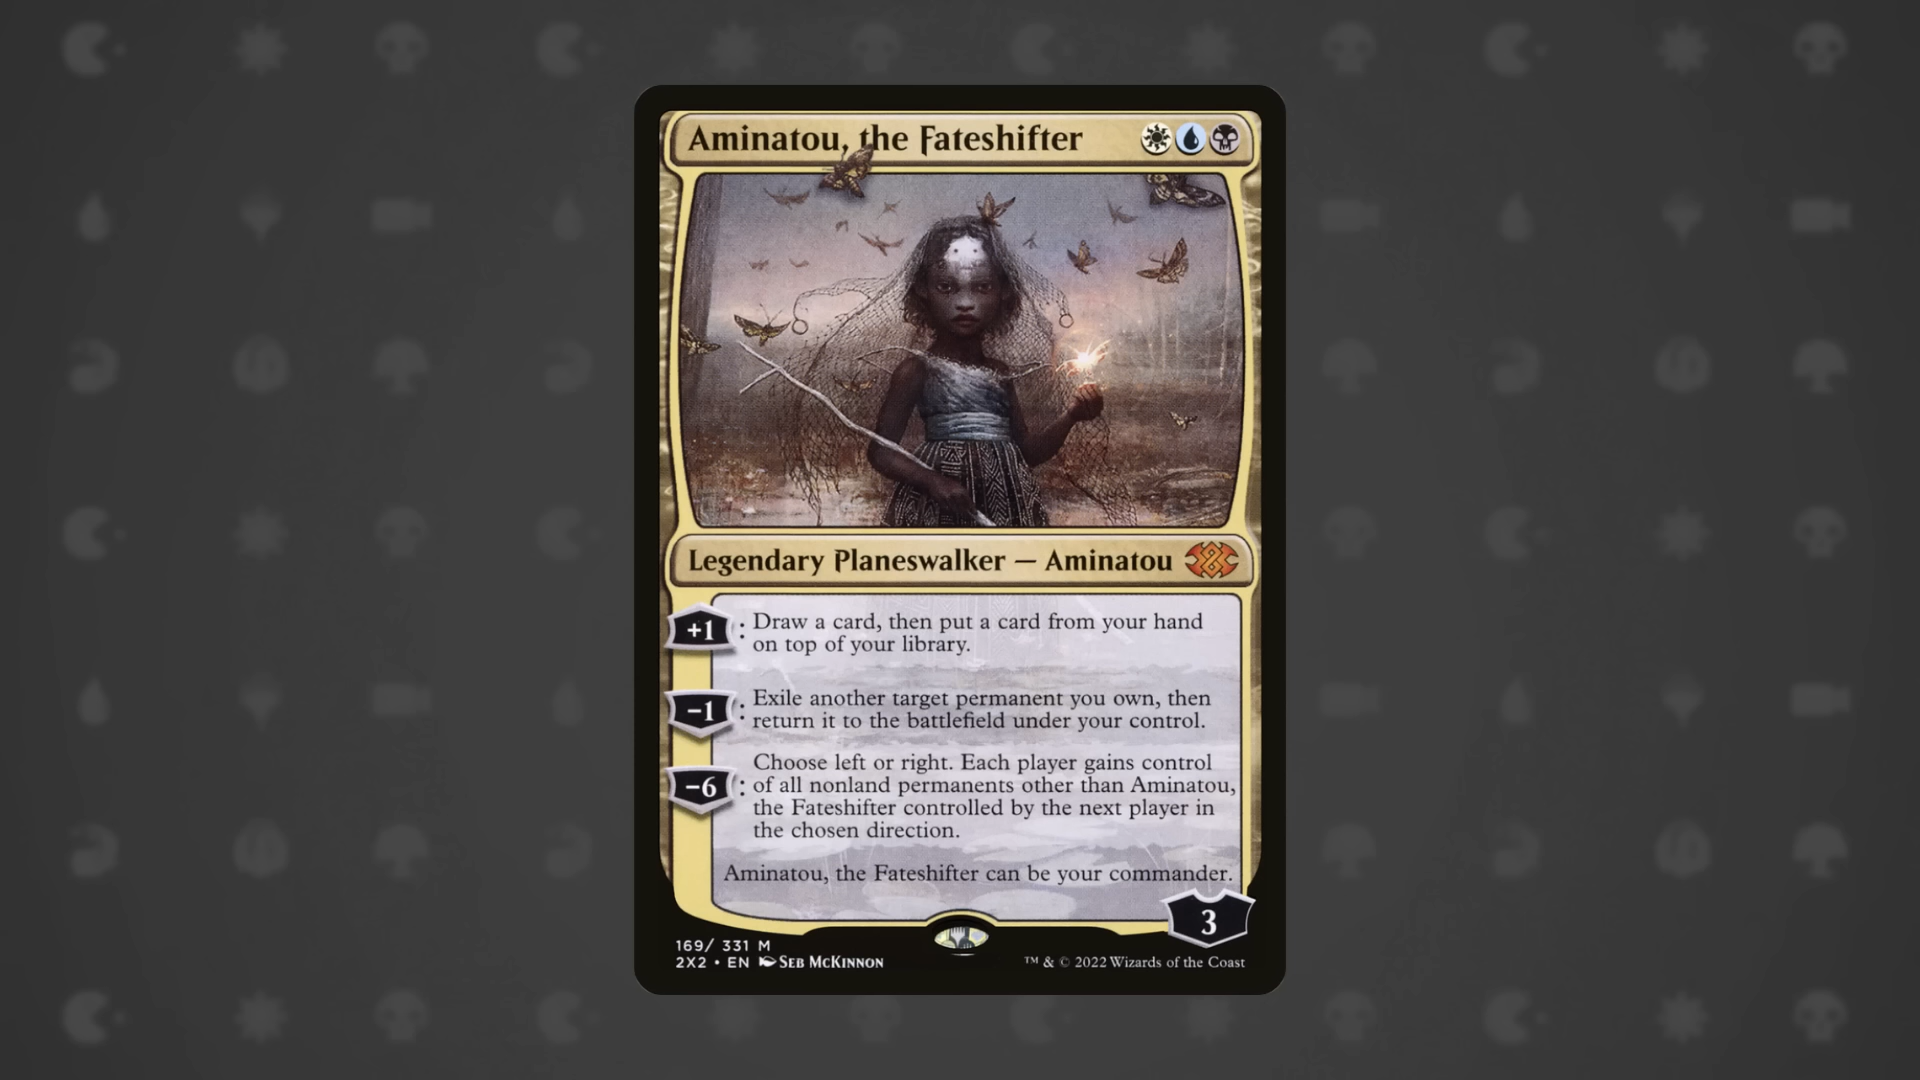 Aminatou, the Fateshifter
Legendary Planeswalker — Aminatou
+1: Draw a card, then put a card from your hand
on top of your library.
−1: Exile another target permanent you own, then
return it to the battlefield under your control.
Choose left or right. Each player gains control
−6: of all nonland permanents other than Aminatou,
the Fateshifter controlled by the next player in
the chosen direction.
Aminatou, the Fateshifter can be your commander.
3
169/ 331 M
2X2 • EN Seb McKinnon
™ & © 2022 Wizards of the Coast